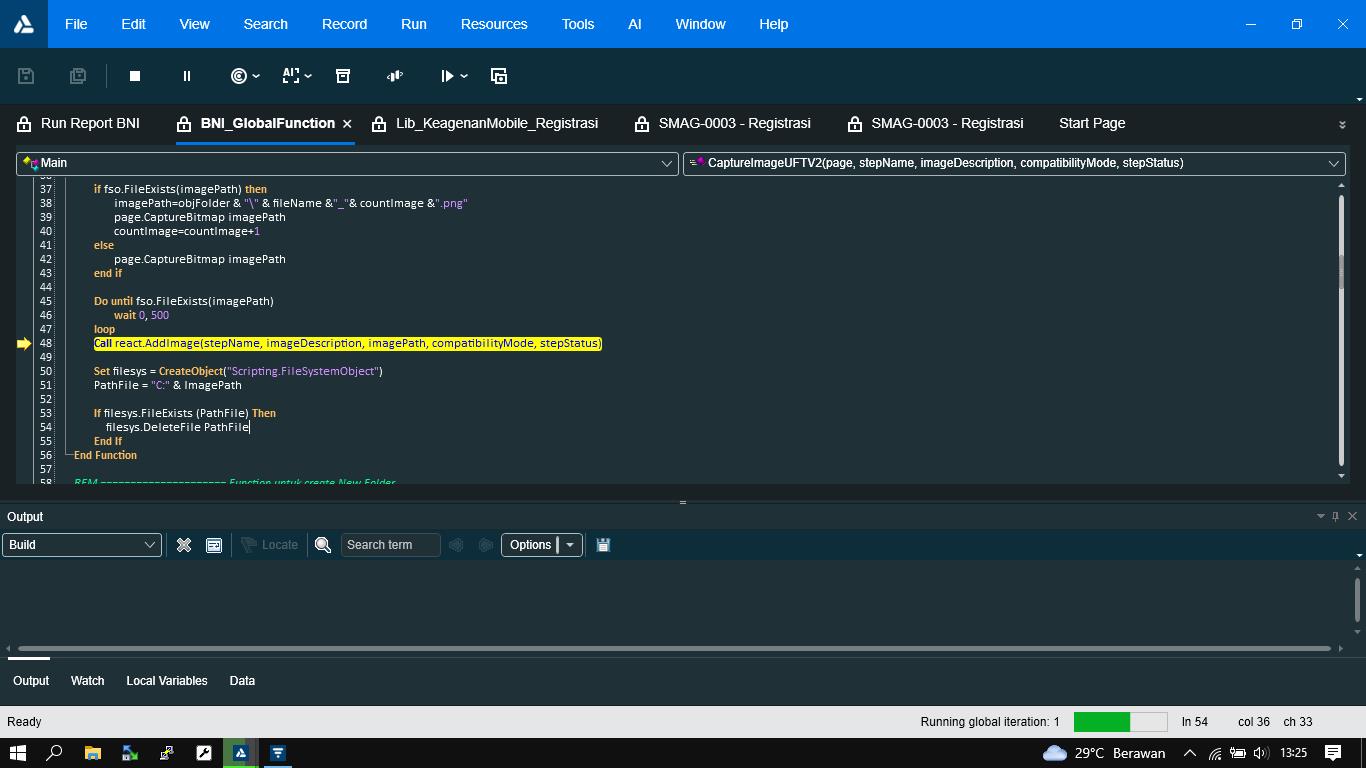 File Edit View Search Record Run Resources Tools AI Window Help
Run Report BNI BNI_GlobalFunction × Lib_KeagenanMobile_Registrasi SMAG-0003 - Registrasi SMAG-0003 - Registrasi Start Page
Main CaptureImageUFTV2(page, stepName, imageDescription, compatibilityMode, stepStatus)
37 if fso.FileExists(imagePath) then
38 imagePath=objFolder & "\" & fileName &"_"& countImage &".png"
39 page.CaptureBitmap imagePath
40 countImage=countImage+1
41 else
42 page.CaptureBitmap imagePath
43 end if
44
45 Do until fso.FileExists(imagePath)
46 wait 0, 500
47 loop
48 Call react.AddImage(stepName, imageDescription, imagePath, compatibilityMode, stepStatus)
49
50 Set filesys = CreateObject("Scripting.FileSystemObject")
51 PathFile = "C:" & ImagePath
52
53 If filesys.FileExists (PathFile) Then
54 filesys.DeleteFile PathFile
55 End If
56 End Function
57
58 REM ===================== Function untuk create New Folder
Output
Build Locate Search term Options
Output Watch Local Variables Data
Ready Running global iteration: 1 ln 54 col 36 ch 33
29°C Berawan 13:25